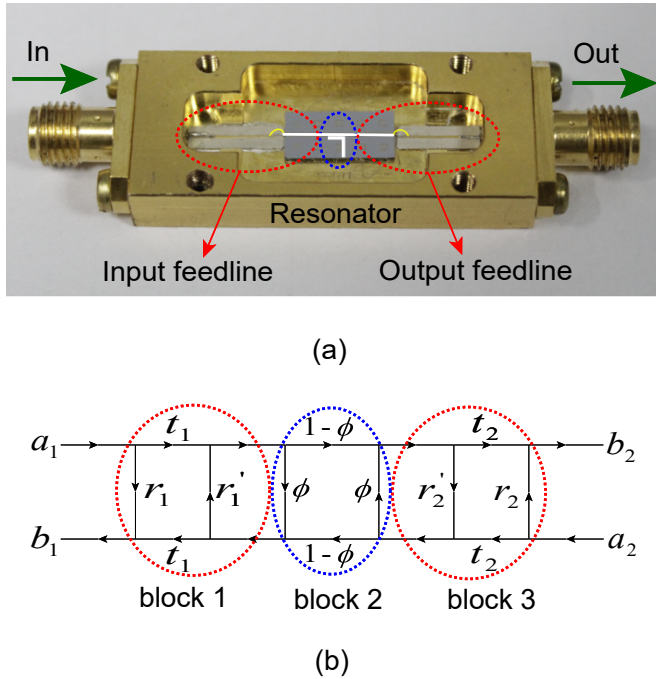 In
Out
Resonator
Input feedline
Output feedline
(a)
a₁ t₁ 1 - ϕ t₂ b₂
r₁ r₁' ϕ ϕ r₂' r₂
b₁ t₁ 1 - ϕ t₂ a₂
block 1 block 2 block 3
(b)